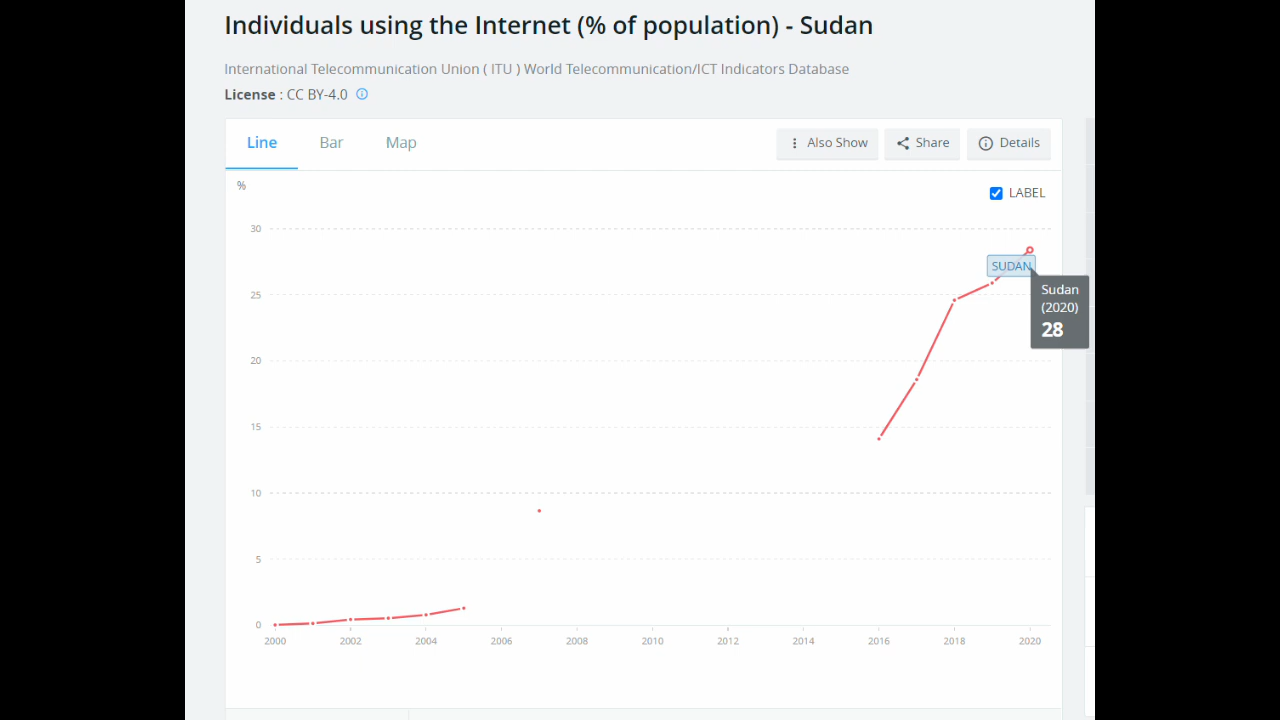 Individuals using the Internet (% of population) - Sudan
International Telecommunication Union ( ITU ) World Telecommunication/ICT Indicators Database
License : CC BY-4.0
Line Bar Map Also Show Share Details
%
LABEL
30
SUDAN
Sudan
(2020)
28
25
20
15
10
5
0
2000 2002 2004 2006 2008 2010 2012 2014 2016 2018 2020